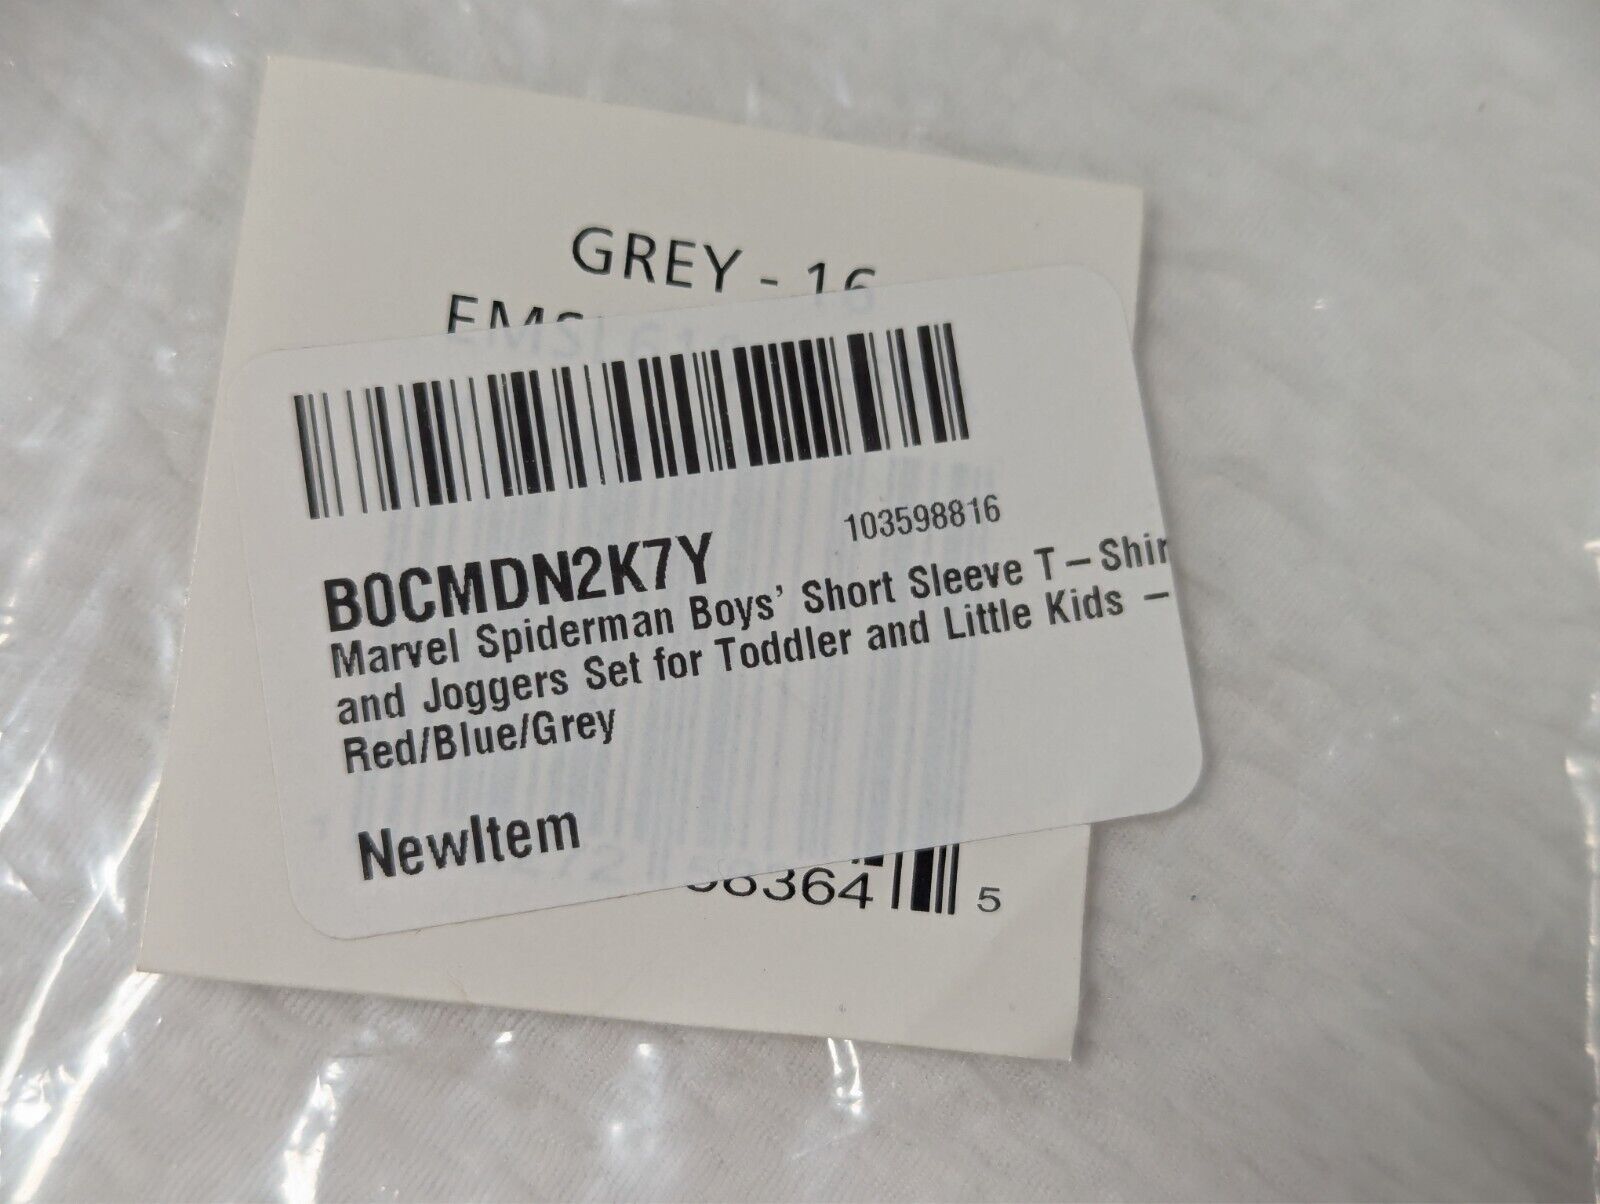 GREY - 16
103598816
B0CMDN2K7Y
Marvel Spiderman Boys' Short Sleeve T-Shir
and Joggers Set for Toddler and Little Kids -
Red/Blue/Grey
NewItem
58364 5